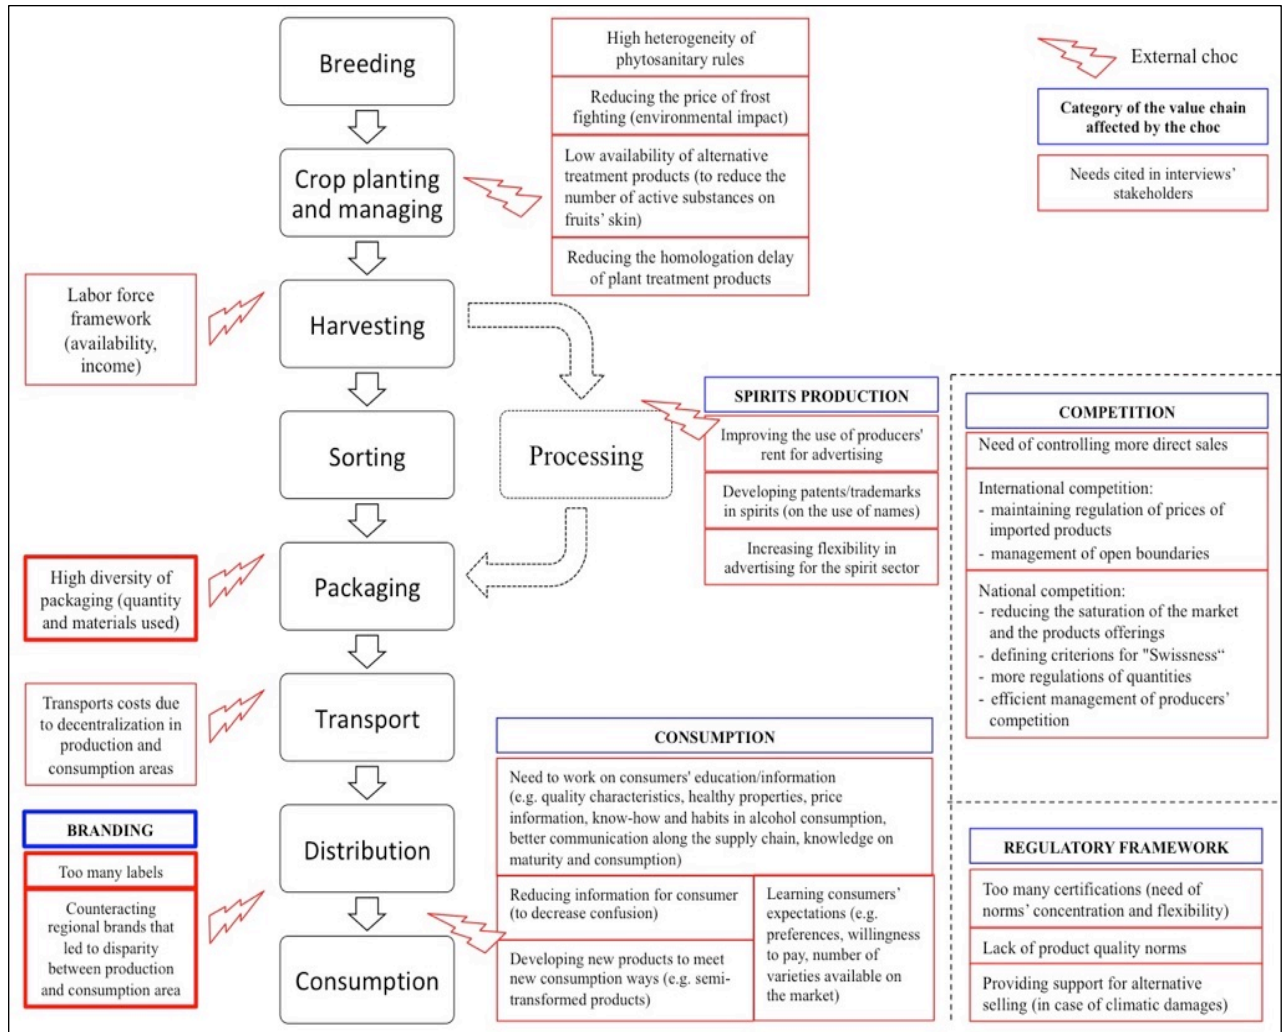 Breeding
Crop planting
and managing
Harvesting
Sorting
Packaging
Transport
Distribution
Consumption
Processing
High heterogeneity of
phytosanitary rules
Reducing the price of frost
fighting (environmental impact)
Low availability of alternative
treatment products (to reduce the
number of active substances on
fruits' skin)
Reducing the homologation delay
of plant treatment products
External choc
Category of the value chain
affected by the choc
Needs cited in interviews'
stakeholders
Labor force
framework
(availability,
income)
High diversity of
packaging (quantity
and materials used)
Transports costs due
to decentralization in
production and
consumption areas
BRANDING
Too many labels
Counteracting
regional brands that
led to disparity
between production
and consumption area
SPIRITS PRODUCTION
Improving the use of producers'
rent for advertising
Developing patents/trademarks
in spirits (on the use of names)
Increasing flexibility in
advertising for the spirit sector
CONSUMPTION
Need to work on consumers' education/information
(e.g. quality characteristics, healthy properties, price
information, know-how and habits in alcohol consumption,
better communication along the supply chain, knowledge on
maturity and consumption)
Reducing information for consumer
(to decrease confusion)
Developing new products to meet
new consumption ways (e.g. semi-
transformed products)
Learning consumers'
expectations (e.g.
preferences, willingness
to pay, number of
varieties available on
the market)
COMPETITION
Need of controlling more direct sales
International competition:
- maintaining regulation of prices of
imported products
- management of open boundaries
National competition:
- reducing the saturation of the market
and the products offerings
- defining criterions for "Swissness“
- more regulations of quantities
- efficient management of producers'
competition
REGULATORY FRAMEWORK
Too many certifications (need of
norms' concentration and flexibility)
Lack of product quality norms
Providing support for alternative
selling (in case of climatic damages)